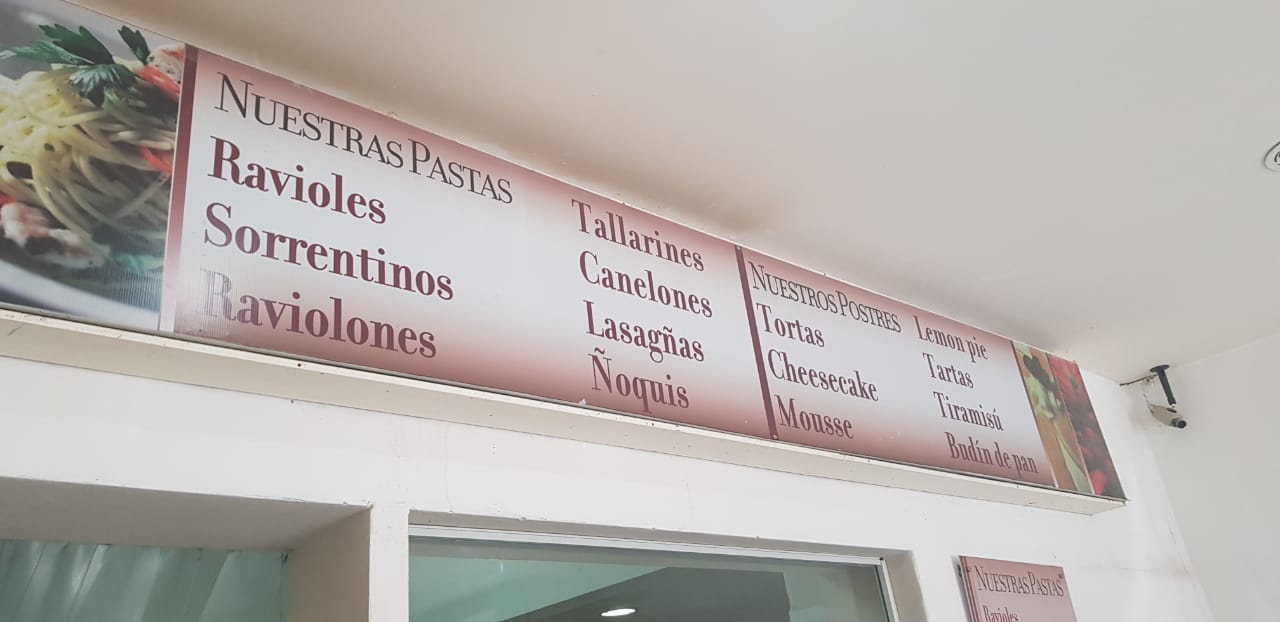 NUESTRAS PASTAS
Ravioles
Sorrentinos
Raviolones
Tallarines
Canelones
Lasagñas
Ñoquis
NUESTROS POSTRES
Tortas
Cheesecake
Mousse
Lemon pie
Tartas
Tiramisú
Budín de pan
NUESTRAS PASTAS
Ravioles